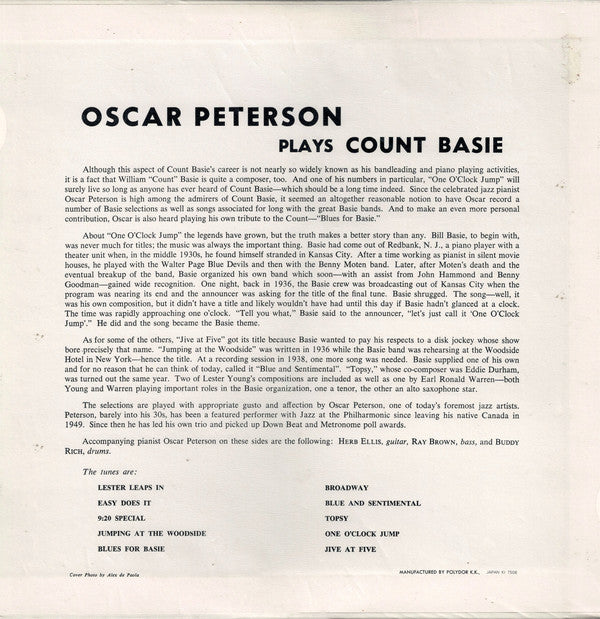 OSCAR PETERSON
PLAYS COUNT BASIE
Although this aspect of Count Basie's career is not nearly so widely known as his bandleading and piano playing activities,
it is a fact that William "Count" Basie is quite a composer, too. And one of his numbers in particular, "One O'Clock Jump" will
surely live so long as anyone has ever heard of Count Basie—which should be a long time indeed. Since the celebrated jazz pianist
Oscar Peterson is high among the admirers of Count Basie, it seemed an altogether reasonable notion to have Oscar record a
number of Basie selections as well as songs associated for long with the great Basie bands. And to make an even more personal
contribution, Oscar is also heard playing his own tribute to the Count—"Blues for Basie."
About "One O'Clock Jump" the legends have grown, but the truth makes a better story than any. Bill Basie, to begin with,
was never much for titles; the music was always the important thing. Basie had come out of Redbank, N. J., a piano player with a
theater unit when, in the middle 1930s, he found himself stranded in Kansas City. After a time working as pianist in silent movie
houses, he played with the Walter Page Blue Devils and then with the Benny Moten band. Later, after Moten's death and the
eventual breakup of the band, Basie organized his own band which soon—with an assist from John Hammond and Benny
Goodman—gained wide recognition. One night, back in 1936, the Basie crew was broadcasting out of Kansas City when the
program was nearing its end and the announcer was asking for the title of the final tune. Basie shrugged. The song—well, it
was his own composition, but it didn't have a title and likely wouldn't have had until this day if Basie hadn't glanced at a clock.
The time was rapidly approaching one o'clock. "Tell you what," Basie said to the announcer, "let's just call it 'One O'Clock
Jump'." He did and the song became the Basie theme.
As for some of the others, "Jive at Five" got its title because Basie wanted to pay his respects to a disk jockey whose show
bore precisely that name. "Jumping at the Woodside" was written in 1936 while the Basie band was rehearsing at the Woodside
Hotel in New York—hence the title. At a recording session in 1938, one more song was needed. Basie supplied one of his own
and for no reason that he can think of today, called it "Blue and Sentimental". "Topsy," whose co-composer was Eddie Durham,
was turned out the same year. Two of Lester Young's compositions are included as well as one by Earl Ronald Warren—both
Young and Warren playing important roles in the Basie organization, one a tenor, the other an alto saxophone star.
The selections are played with appropriate gusto and affection by Oscar Peterson, one of today's foremost jazz artists.
Peterson, barely into his 30s, has been a featured performer with Jazz at the Philharmonic since leaving his native Canada in
1949. Since then he has led his own trio and picked up Down Beat and Metronome poll awards.
Accompanying pianist Oscar Peterson on these sides are the following: HERB ELLIS, guitar, RAY BROWN, bass, and BUDDY
RICH, drums.
The tunes are:
LESTER LEAPS IN
EASY DOES IT
9:20 SPECIAL
JUMPING AT THE WOODSIDE
BLUES FOR BASIE
BROADWAY
BLUE AND SENTIMENTAL
TOPSY
ONE O'CLOCK JUMP
JIVE AT FIVE
Cover Photo by Alex de Paola
MANUFACTURED BY POLYDOR K.K., JAPAN